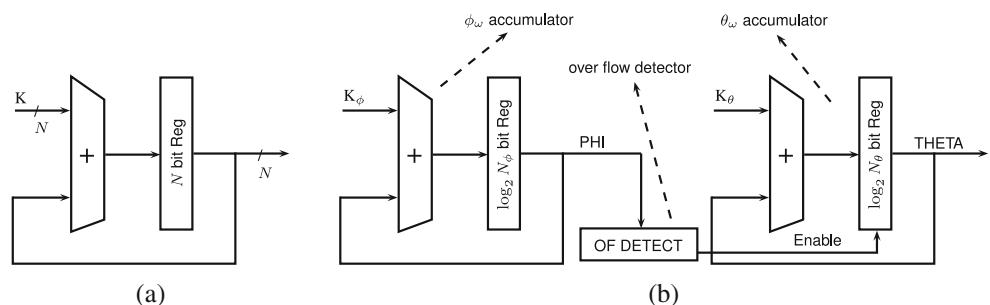 ϕω accumulator
θω accumulator
over flow detector
K
N
+
N bit Reg
N
Kϕ
+
log₂ Nϕ bit Reg
PHI
OF DETECT
Enable
Kθ
+
log₂ Nθ bit Reg
THETA
(a)
(b)